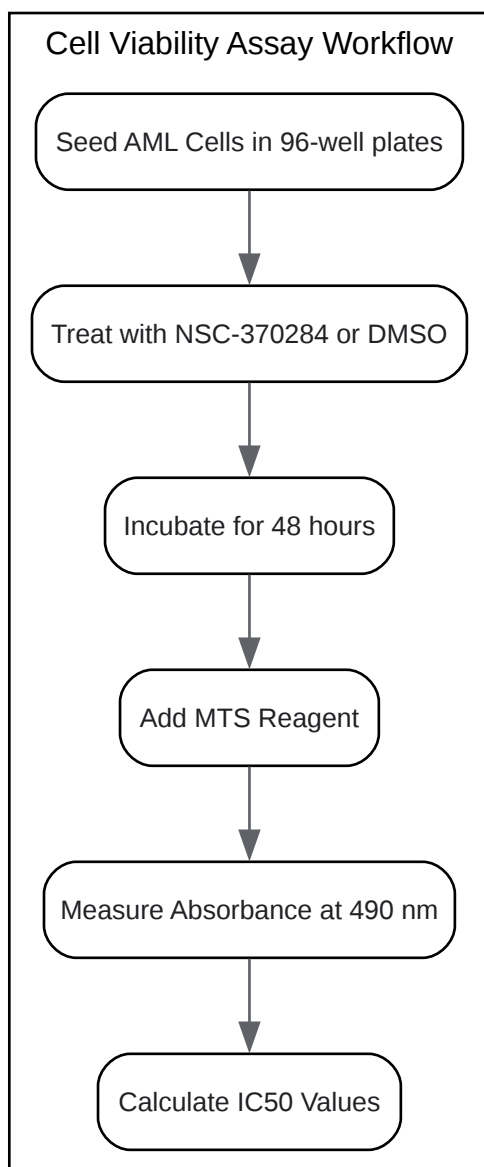 Cell Viability Assay Workflow
Seed AML Cells in 96-well plates
Treat with NSC-370284 or DMSO
Incubate for 48 hours
Add MTS Reagent
Measure Absorbance at 490 nm
Calculate IC50 Values